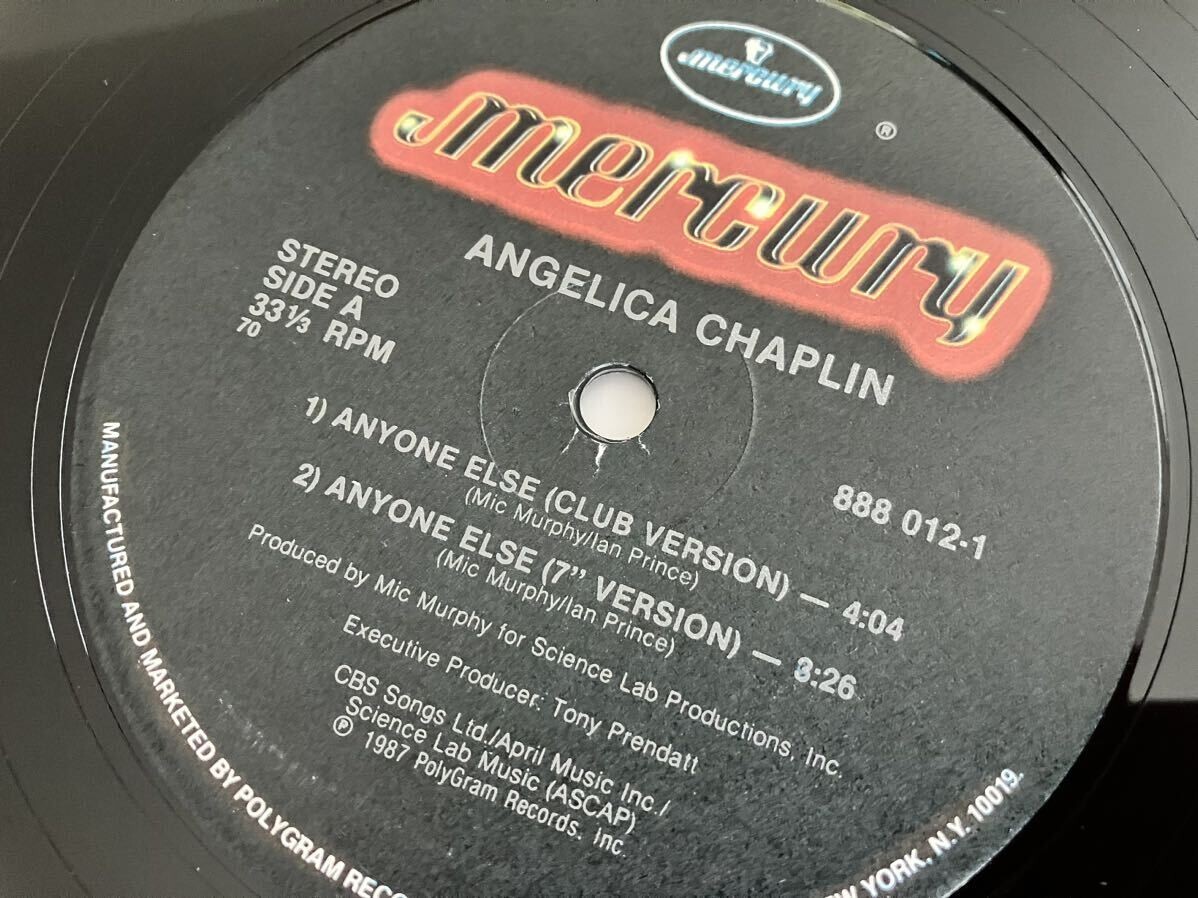 mercury
®
mercury
ANGELICA CHAPLIN
STEREO
SIDE A
33⅓ RPM
70
888 012-1
1) ANYONE ELSE (CLUB VERSION) — 4:04
(Mic Murphy/Ian Prince)
2) ANYONE ELSE (7" VERSION) — 3:26
(Mic Murphy/Ian Prince)
Produced by Mic Murphy for Science Lab Productions, Inc.
Executive Producer: Tony Prendatt
CBS Songs Ltd./April Music Inc./
Science Lab Music (ASCAP)
℗ 1987 PolyGram Records, Inc.
MANUFACTURED AND MARKETED BY POLYGRAM YORK, N.Y. 10019.